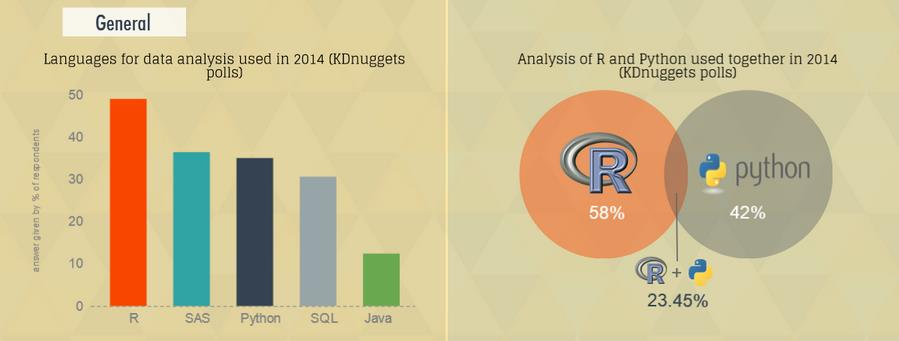 General
Languages for data analysis used in 2014 (KDnuggets
polls)
50
40
30
20
10
0
answer given by % of respondents
R
SAS
Python
SQL
Java
Analysis of R and Python used together in 2014
(KDnuggets polls)
R
python
58%
42%
R +
23.45%